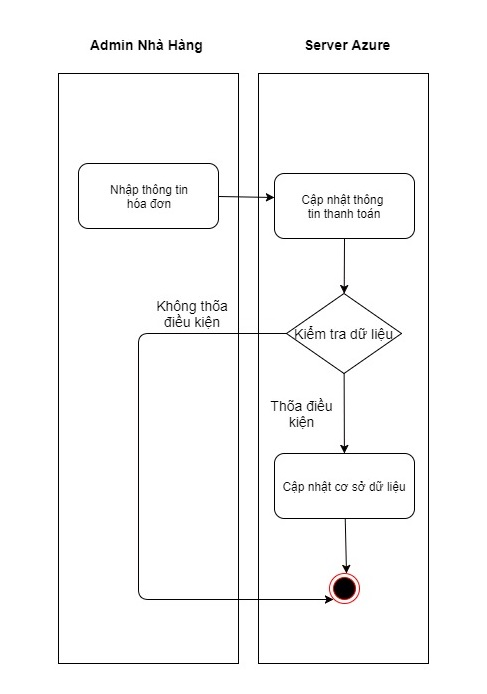 Admin Nhà Hàng
Server Azure
Nhập thông tin
hóa đơn
Cập nhật thông
tin thanh toán
Không thõa
điều kiện
Kiểm tra dữ liệu
Thõa điều
kiện
Cập nhật cơ sở dữ liệu